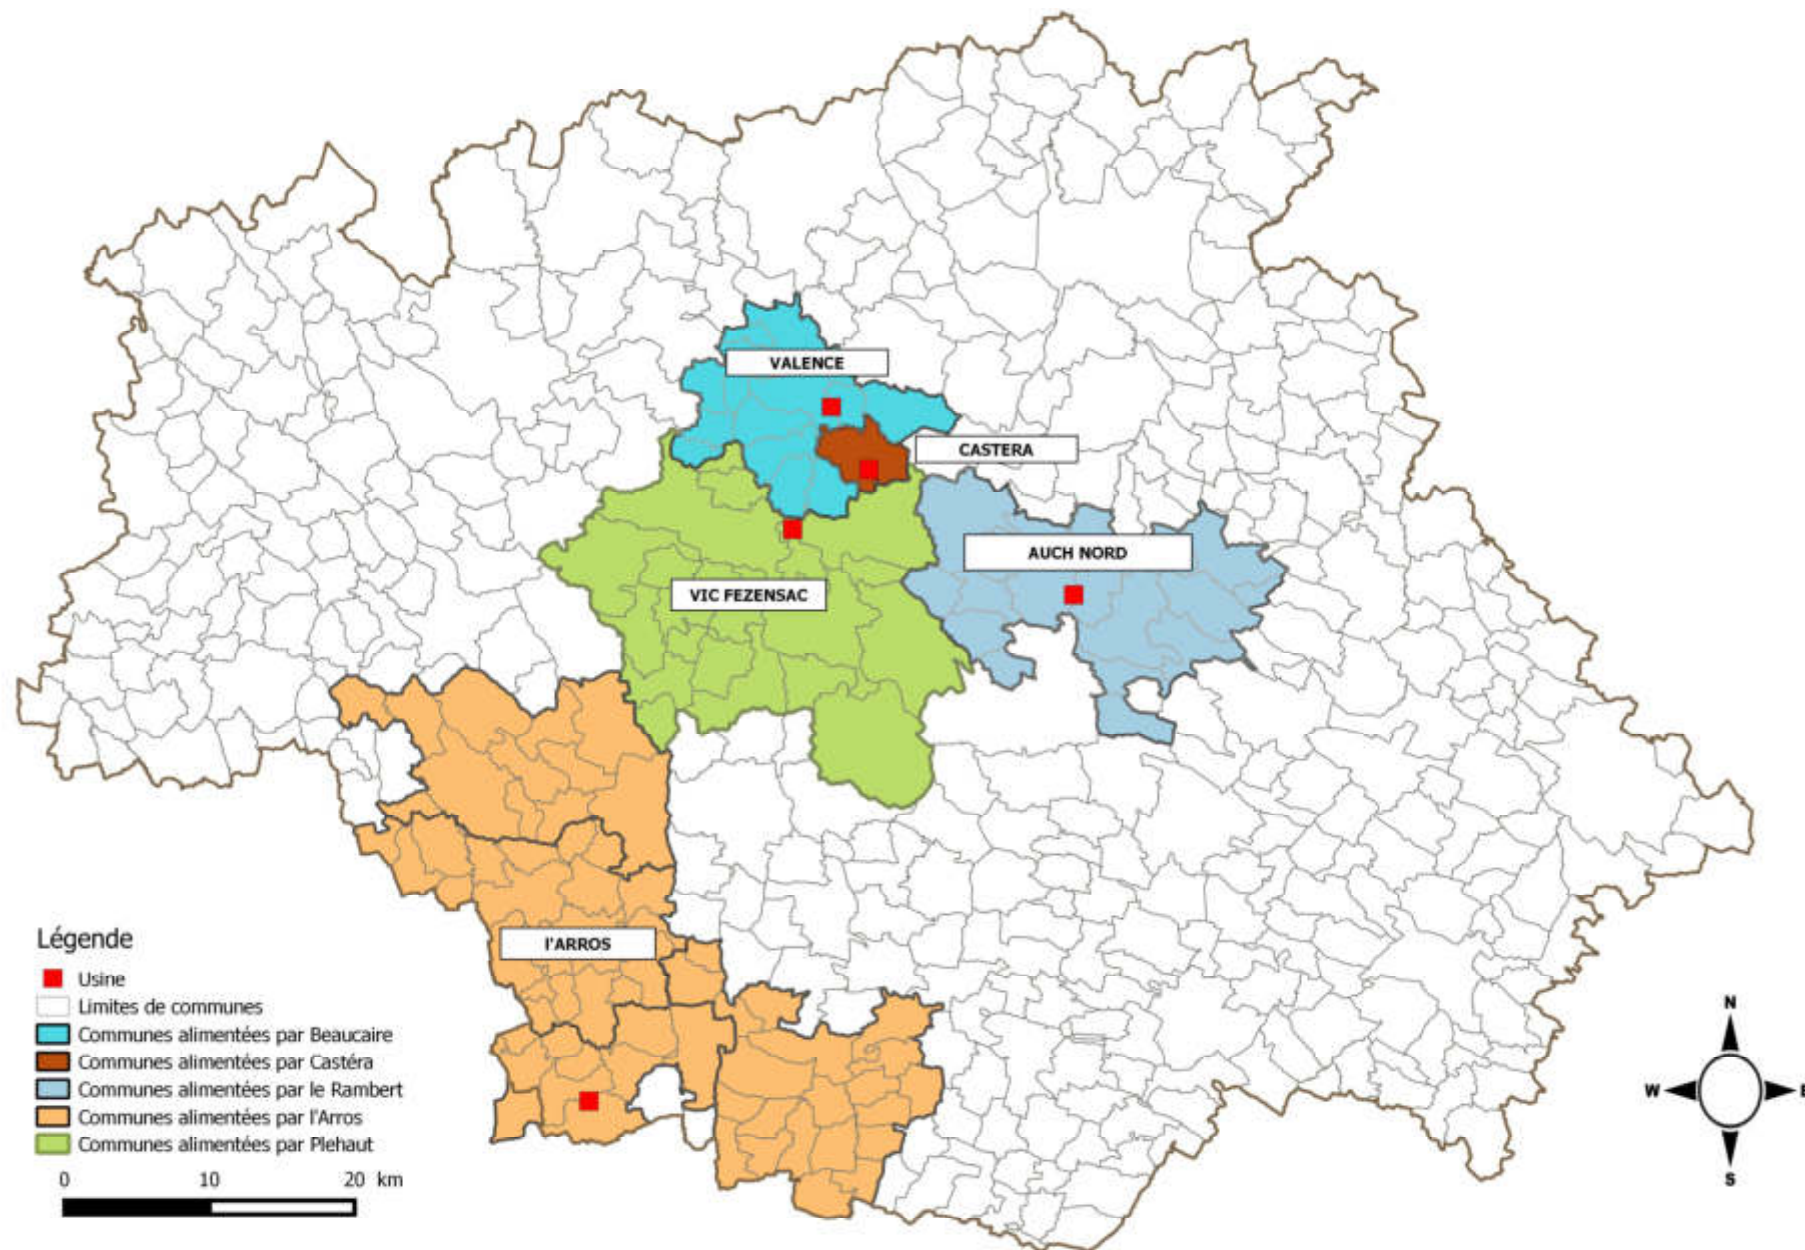 VALENCE
CASTERA
AUCH NORD
VIC FEZENSAC
l'ARROS
Légende
Usine
Limites de communes
Communes alimentées par Beaucaire
Communes alimentées par Castéra
Communes alimentées par le Rambert
Communes alimentées par l'Arros
Communes alimentées par Plehaut
0 10 20 km
N
W E
S